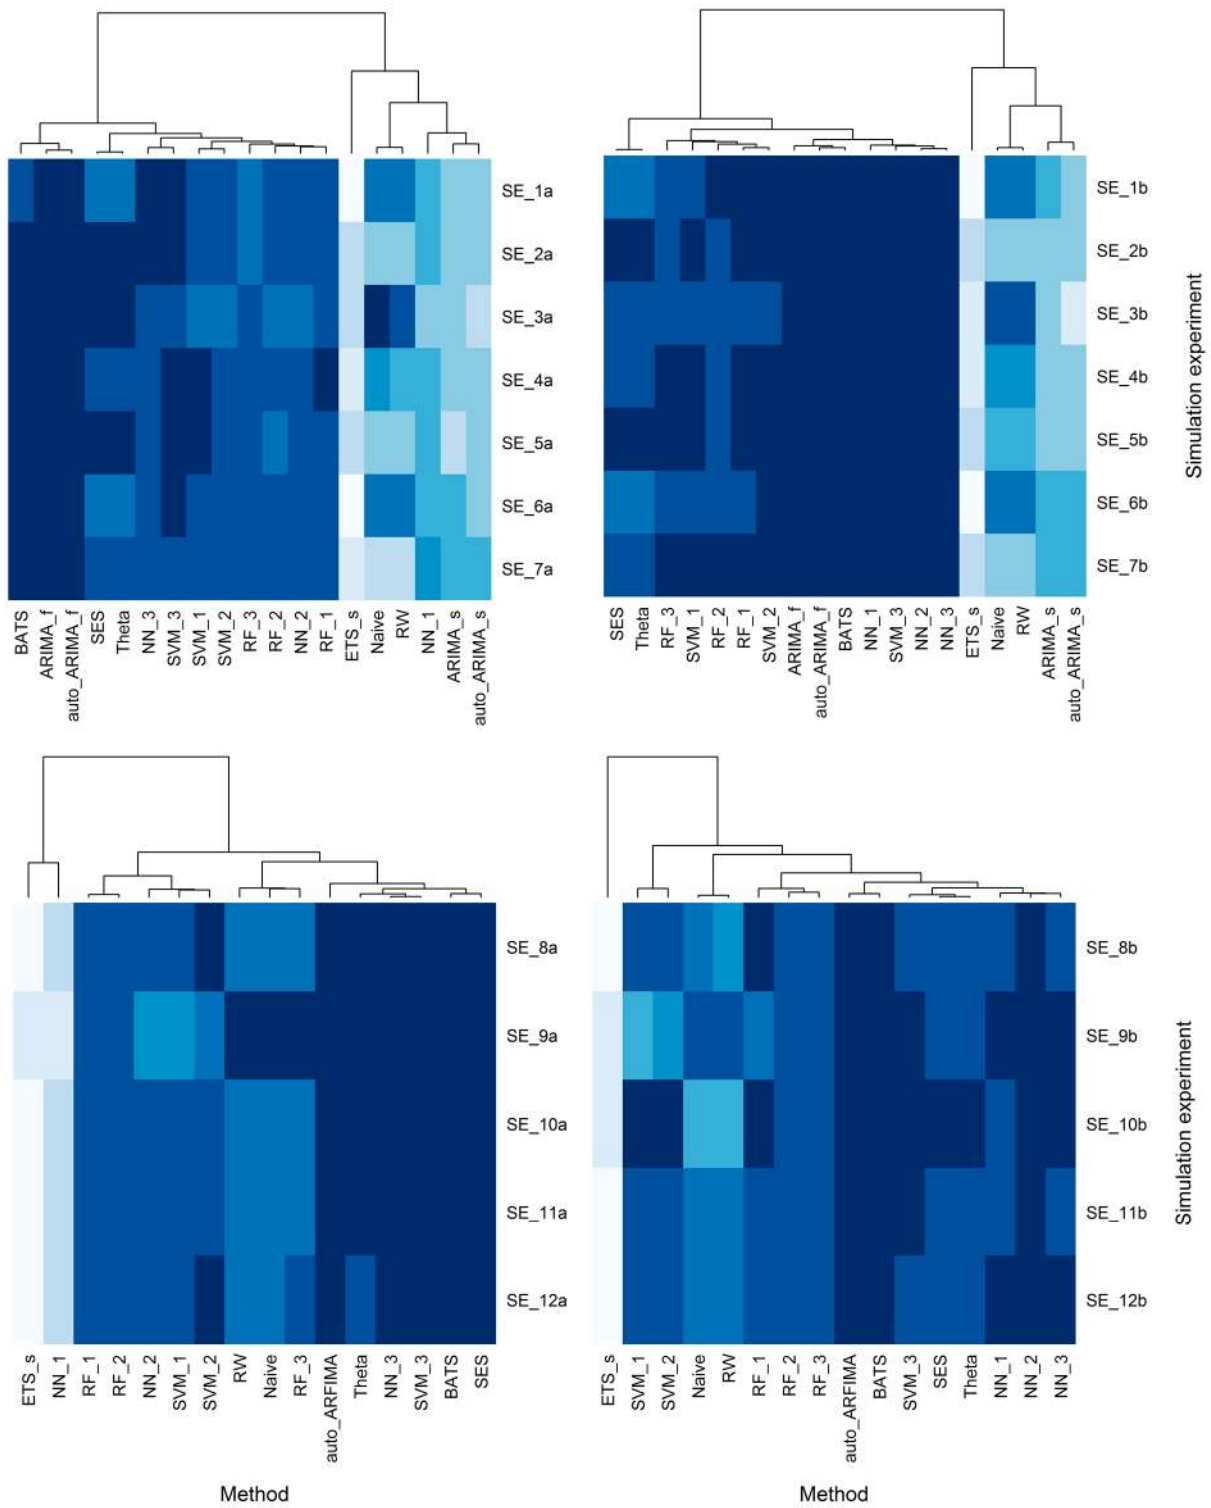 SE_1a
SE_2a
SE_3a
SE_4a
SE_5a
SE_6a
SE_7a
BATS
ARIMA_f
auto_ARIMA_f
SES
Theta
NN_3
SVM_3
SVM_1
SVM_2
RF_3
RF_2
NN_2
RF_1
ETS_s
Naive
RW
NN_1
ARIMA_s
auto_ARIMA_s
SE_1b
SE_2b
SE_3b
SE_4b
SE_5b
SE_6b
SE_7b
Simulation experiment
SES
Theta
RF_3
SVM_1
RF_2
RF_1
SVM_2
ARIMA_f
auto_ARIMA_f
BATS
NN_1
SVM_3
NN_2
NN_3
ETS_s
Naive
RW
ARIMA_s
auto_ARIMA_s
SE_8a
SE_9a
SE_10a
SE_11a
SE_12a
ETS_s
NN_1
RF_1
RF_2
NN_2
SVM_1
SVM_2
RW
Naive
RF_3
auto_ARFIMA
Theta
NN_3
SVM_3
BATS
SES
Method
SE_8b
SE_9b
SE_10b
SE_11b
SE_12b
Simulation experiment
ETS_s
SVM_1
SVM_2
Naive
RW
RF_1
RF_2
RF_3
auto_ARFIMA
BATS
SVM_3
SES
Theta
NN_1
NN_2
NN_3
Method